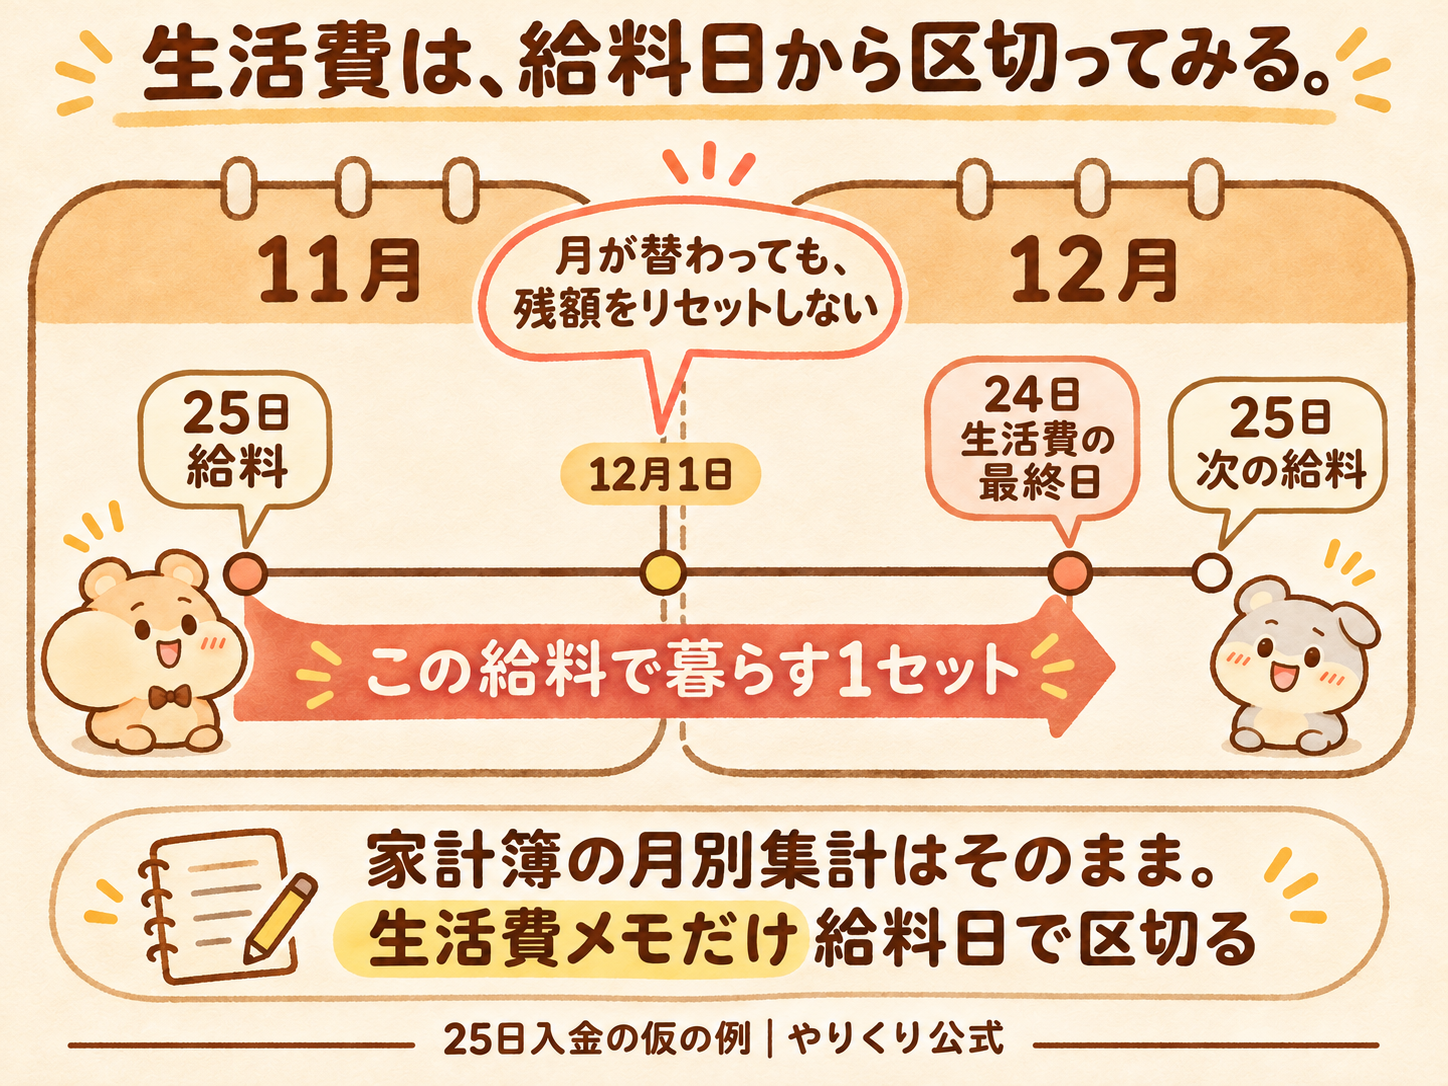 生活費は、給料日から区切ってみる。
11月
12月
月が替わっても、
残額をリセットしない
25日
給料
12月1日
24日
生活費の
最終日
25日
次の給料
この給料で暮らす1セット
家計簿の月別集計はそのまま。
生活費メモだけ給料日で区切る
25日入金の仮の例｜やりくり公式